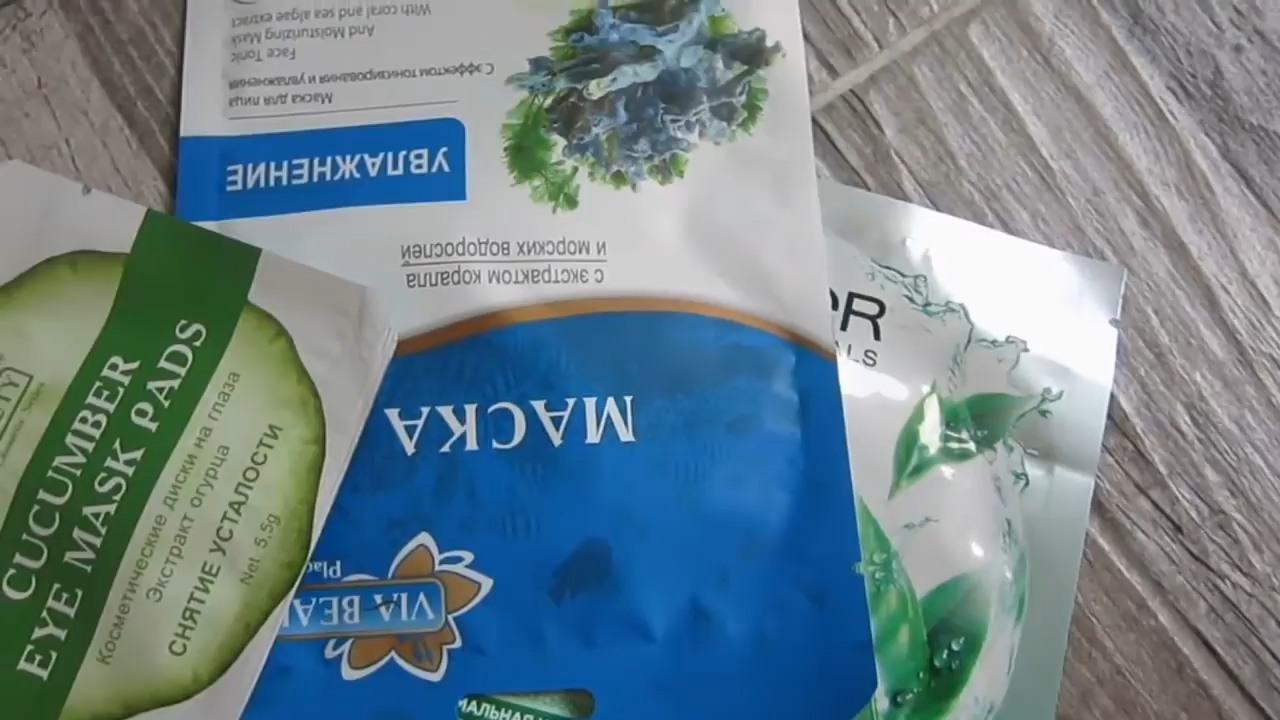 CUCUMBER
EYE MASK PADS
Косметические диски на глаза
Экстракт огурца
СНЯТИЕ УСТАЛОСТИ
Net 5.5g
VIA BEA
МАСКА
с экстрактом коралла
и морских водорослей
УВЛАЖНЕНИЕ
Маска для лица
С эффектом тонизирования и увлажнения
Face Tonic
And Moisturizing Mask
With coral and sea algae extract